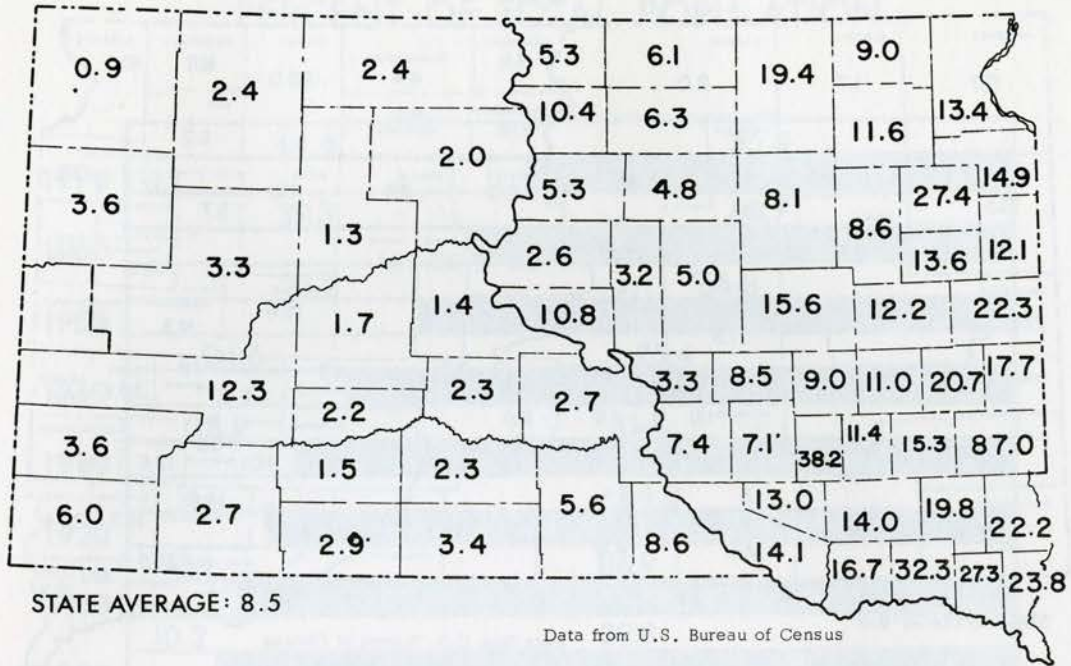 5.3 6.1 9.0
0.9 2.4 2.4 19.4
10.4 6.3 11.6 13.4
2.0
5.3 4.8 8.1 27.4 14.9
3.6 1.3 8.6
3.3 2.6 3.2 5.0 13.6 12.1
1.7 1.4 10.8 15.6 12.2 22.3
12.3 2.2 2.3 2.7 3.3 8.5 9.0 11.0 20.7 17.7
3.6 7.4 7.1 38.2 11.4 15.3 87.0
1.5 2.3
6.0 2.7 5.6 13.0 14.0 19.8 22.2
2.9 3.4 8.6 14.1
16.7 32.3 27.3 23.8
STATE AVERAGE: 8.5
Data from U.S. Bureau of Census